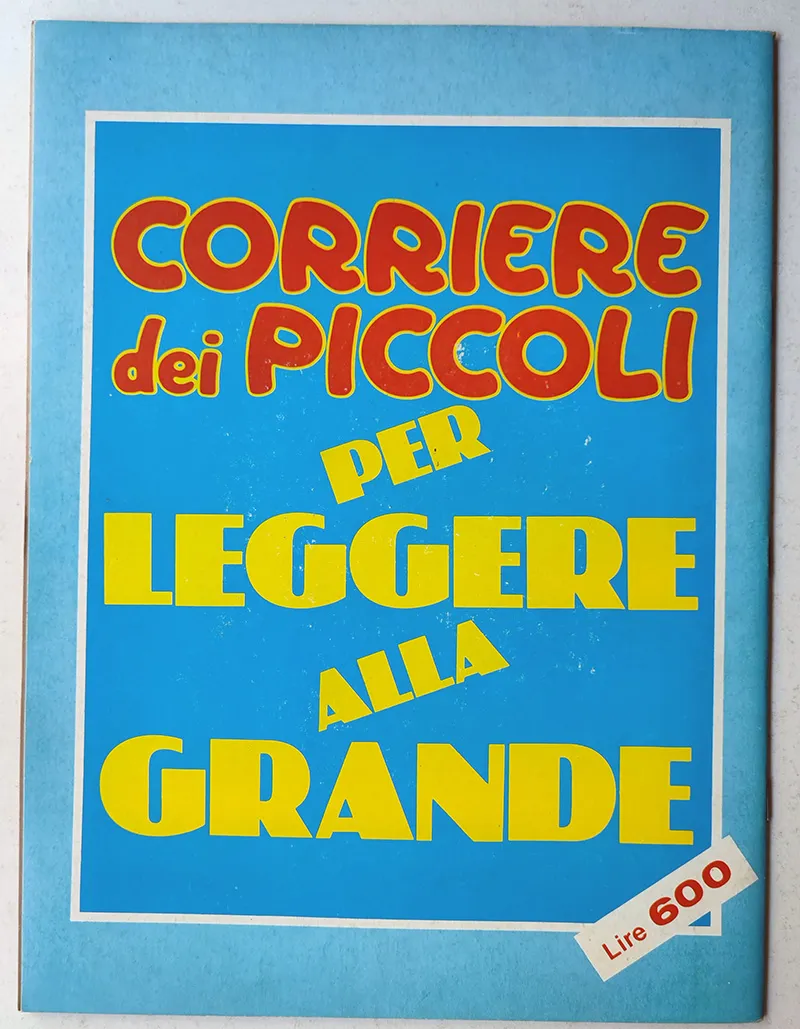 CORRIERE
dei PICCOLI
PER
LEGGERE
ALLA
GRANDE
Lire 600